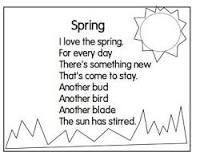 Spring
I love the spring.
For every day
There's something new
That's come to stay.
Another bud
Another bird
Another blade
The sun has stirred.